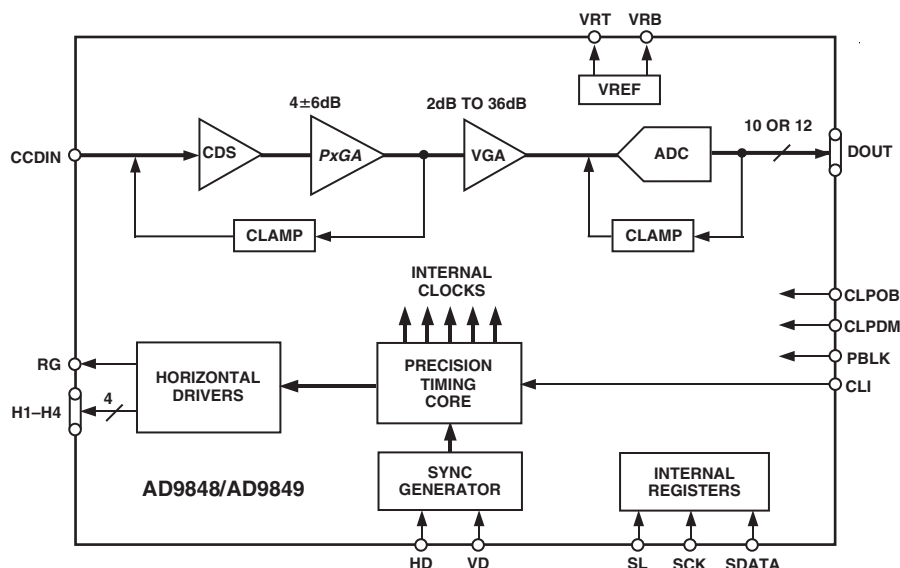 VRT VRB
VREF
4±6dB
2dB TO 36dB
10 OR 12
CCDIN
CDS
PxGA
VGA
ADC
DOUT
CLAMP
CLAMP
INTERNAL
CLOCKS
CLPOB
CLPDM
PBLK
CLI
RG
H1–H4
4
HORIZONTAL
DRIVERS
PRECISION
TIMING
CORE
AD9848/AD9849
SYNC
GENERATOR
INTERNAL
REGISTERS
HD VD
SL SCK SDATA